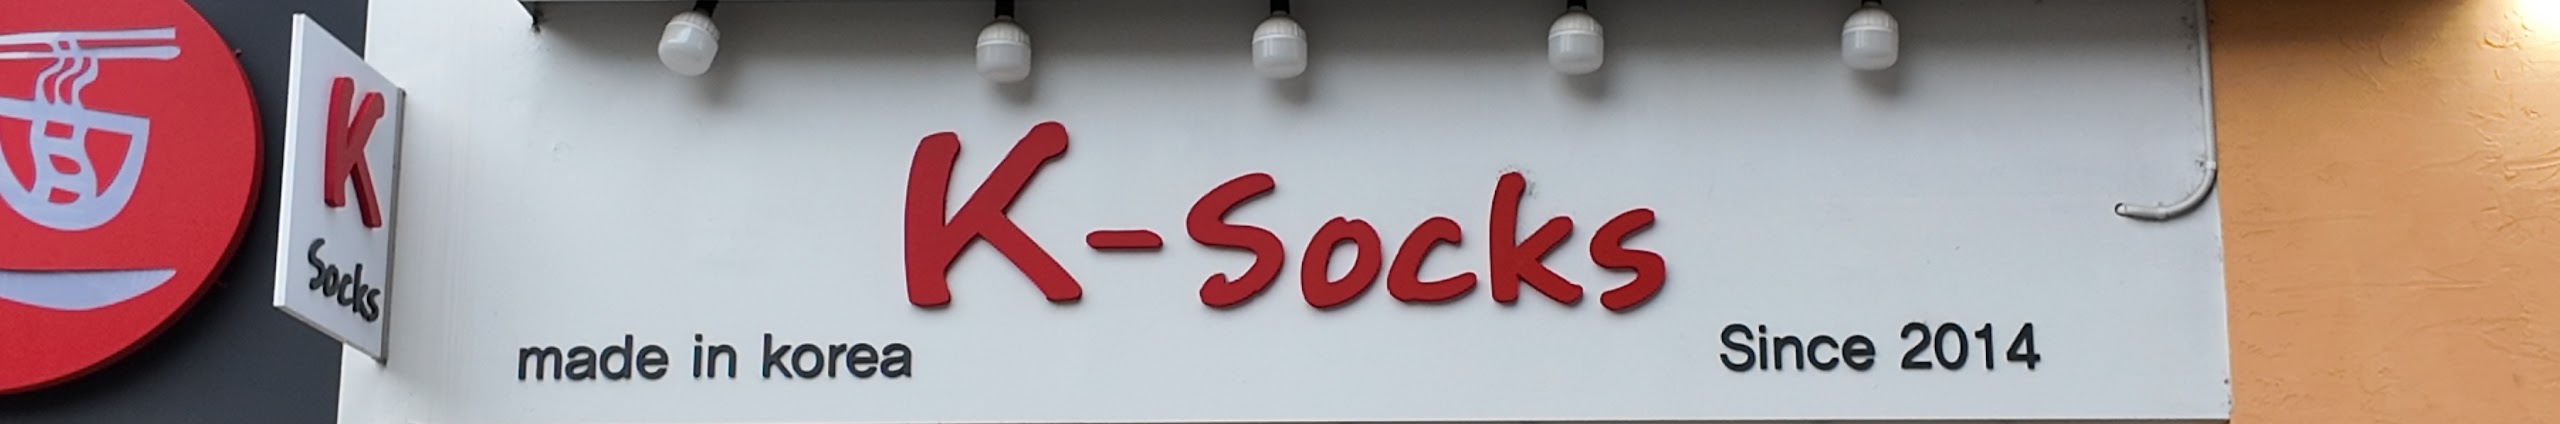 K
Socks
K-Socks
made in korea
Since 2014